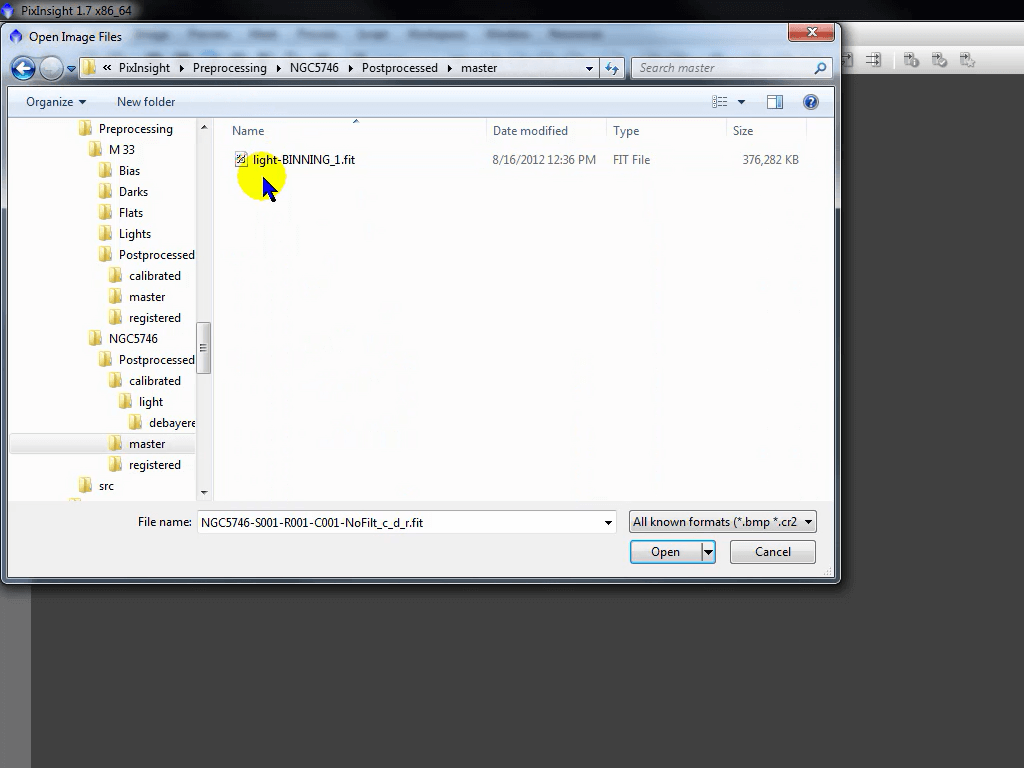 PixInsight 1.7 x86_64
Open Image Files
« PixInsight Preprocessing NGC5746 Postprocessed master
Search master
Organize New folder
Name Date modified Type Size
light-BINNING_1.fit 8/16/2012 12:36 PM FIT File 376,282 KB
Preprocessing
M 33
Bias
Darks
Flats
Lights
Postprocessed
calibrated
master
registered
NGC5746
Postprocessed
calibrated
light
debayere
master
registered
src
File name: NGC5746-S001-R001-C001-NoFilt_c_d_r.fit All known formats (*.bmp *.cr2
Open Cancel